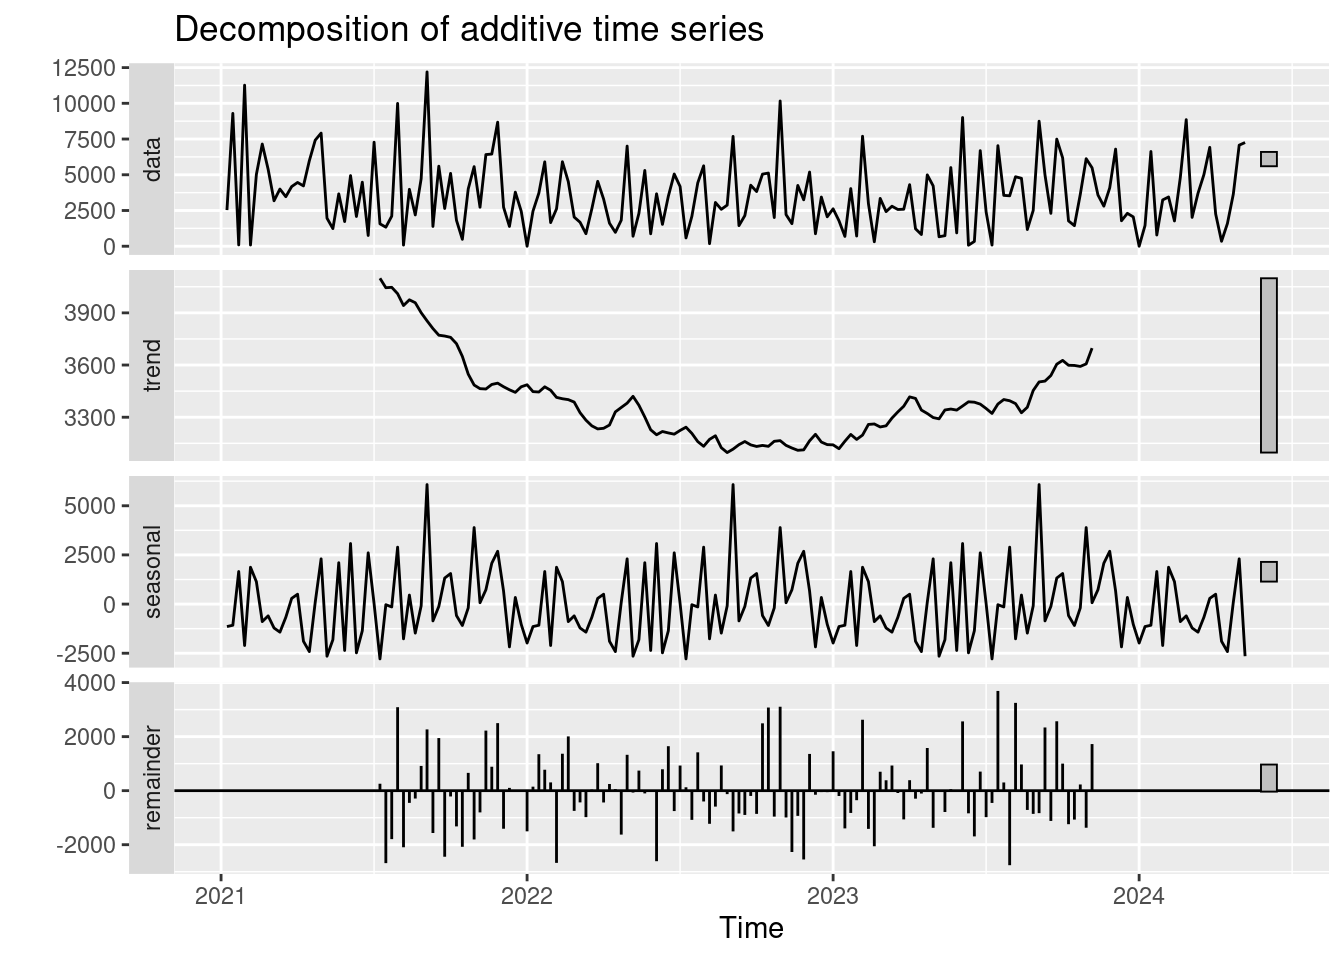 Decomposition of additive time series
12500
10000
7500
5000
2500
0
data
3900
3600
3300
trend
5000
2500
0
-2500
seasonal
4000
2000
0
-2000
remainder
2021 2022 2023 2024
Time